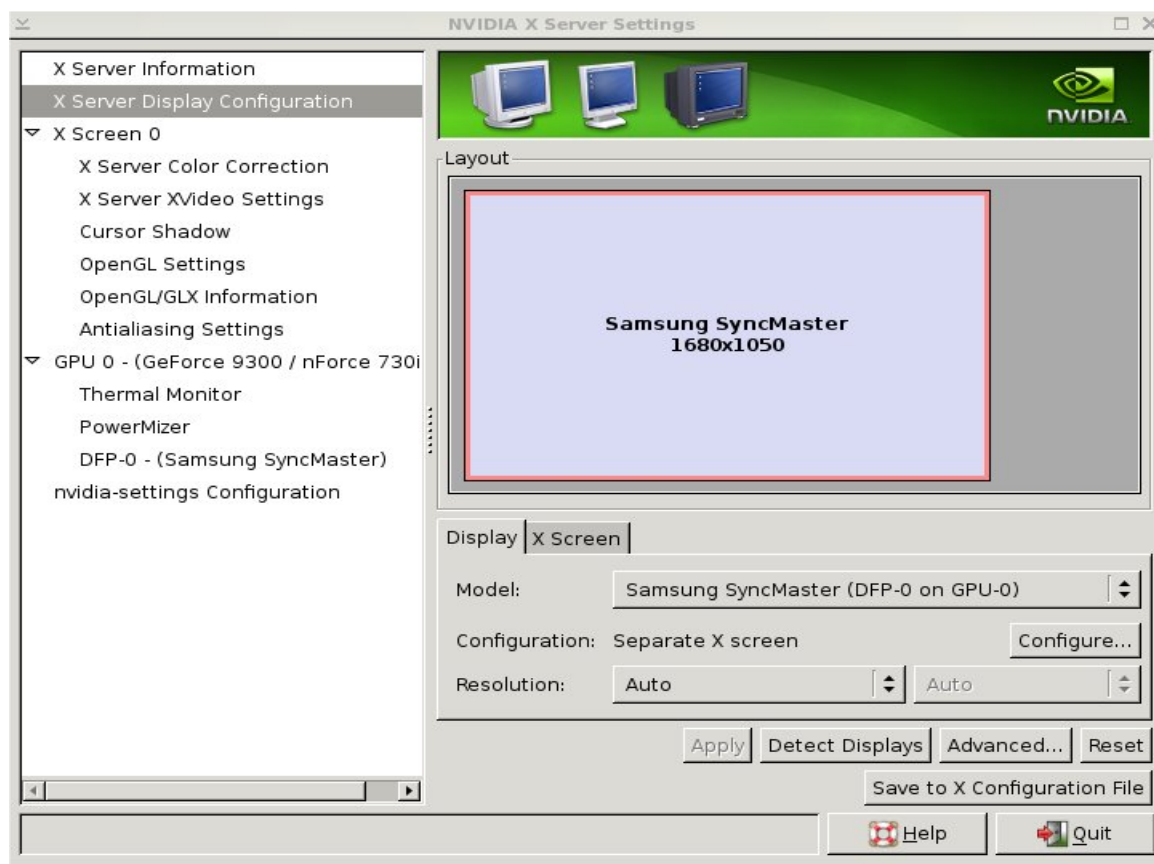 NVIDIA X Server Settings
X Server Information
X Server Display Configuration
X Screen 0
X Server Color Correction
X Server XVideo Settings
Cursor Shadow
OpenGL Settings
OpenGL/GLX Information
Antialiasing Settings
GPU 0 - (GeForce 9300 / nForce 730i
Thermal Monitor
PowerMizer
DFP-0 - (Samsung SyncMaster)
nvidia-settings Configuration
NVIDIA
Layout
Samsung SyncMaster
1680x1050
Display X Screen
Model: Samsung SyncMaster (DFP-0 on GPU-0)
Configuration: Separate X screen Configure...
Resolution: Auto Auto
Apply Detect Displays Advanced... Reset
Save to X Configuration File
Help Quit